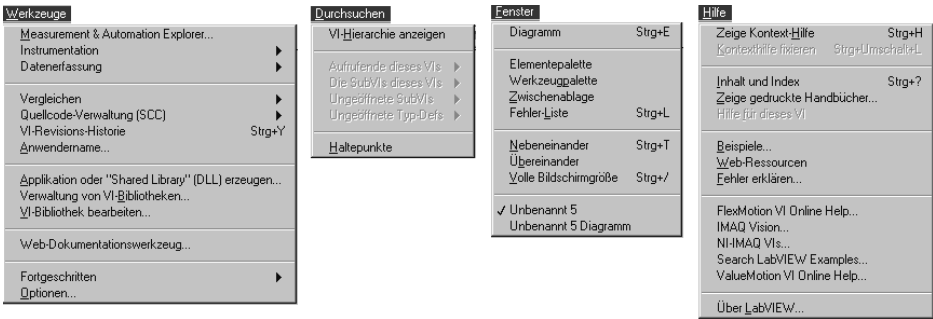 Werkzeuge
Measurement & Automation Explorer...
Instrumentation
Datenerfassung
Vergleichen
Quellcode-Verwaltung (SCC)
VI-Revisions-Historie Strg+Y
Anwendername...
Applikation oder "Shared Library" (DLL) erzeugen...
Verwaltung von VI-Bibliotheken...
VI-Bibliothek bearbeiten...
Web-Dokumentationswerkzeug...
Fortgeschritten
Optionen...
Durchsuchen
VI-Hierarchie anzeigen
Aufrufende dieses VIs
Die SubVIs dieses VIs
Ungeöffnete SubVIs
Ungeöffnete Typ-Defs
Haltepunkte
Fenster
Diagramm Strg+E
Elementepalette
Werkzeugpalette
Zwischenablage
Fehler-Liste Strg+L
Nebeneinander Strg+T
Übereinander
Volle Bildschirmgröße Strg+/
✓ Unbenannt 5
Unbenannt 5 Diagramm
Hilfe
Zeige Kontext-Hilfe Strg+H
Kontexthilfe fixieren Strg+Umschalt+L
Inhalt und Index Strg+?
Zeige gedruckte Handbücher...
Hilfe für dieses VI
Beispiele...
Web-Ressourcen
Fehler erklären...
FlexMotion VI Online Help...
IMAQ Vision...
NI-IMAQ VIs...
Search LabVIEW Examples...
ValueMotion VI Online Help...
Über LabVIEW...